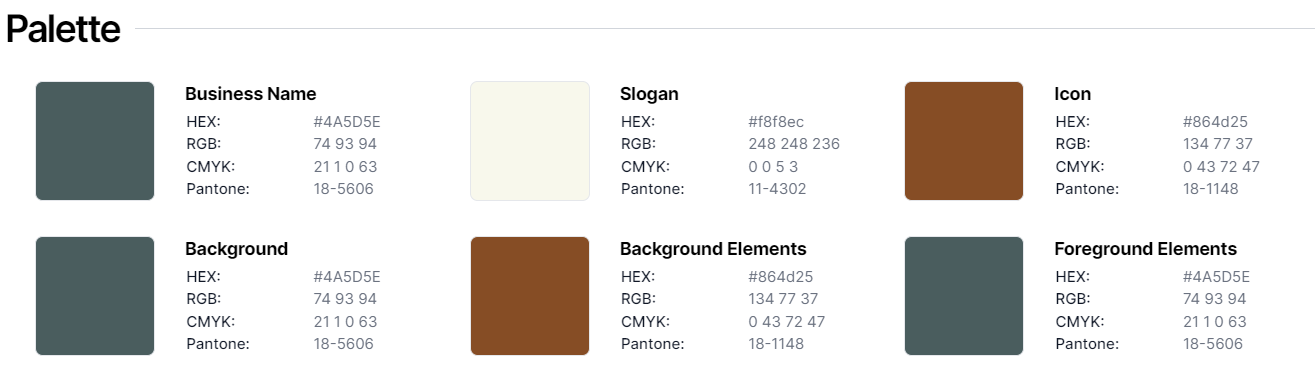 Palette
Business Name
HEX: #4A5D5E
RGB: 74 93 94
CMYK: 21 1 0 63
Pantone: 18-5606
Slogan
HEX: #f8f8ec
RGB: 248 248 236
CMYK: 0 0 5 3
Pantone: 11-4302
Icon
HEX: #864d25
RGB: 134 77 37
CMYK: 0 43 72 47
Pantone: 18-1148
Background
HEX: #4A5D5E
RGB: 74 93 94
CMYK: 21 1 0 63
Pantone: 18-5606
Background Elements
HEX: #864d25
RGB: 134 77 37
CMYK: 0 43 72 47
Pantone: 18-1148
Foreground Elements
HEX: #4A5D5E
RGB: 74 93 94
CMYK: 21 1 0 63
Pantone: 18-5606